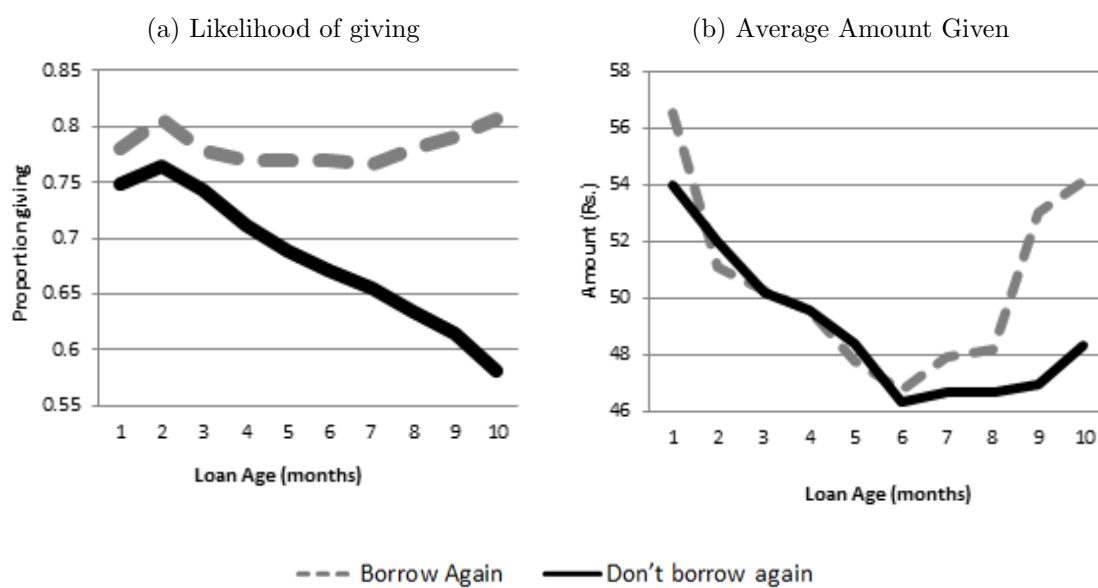 (a) Likelihood of giving
0.85
0.8
0.75
0.7
0.65
0.6
0.55
Proportion giving
1 2 3 4 5 6 7 8 9 10
Loan Age (months)
(b) Average Amount Given
58
56
54
52
50
48
46
Amount (Rs.)
1 2 3 4 5 6 7 8 9 10
Loan Age (months)
Borrow Again Don't borrow again